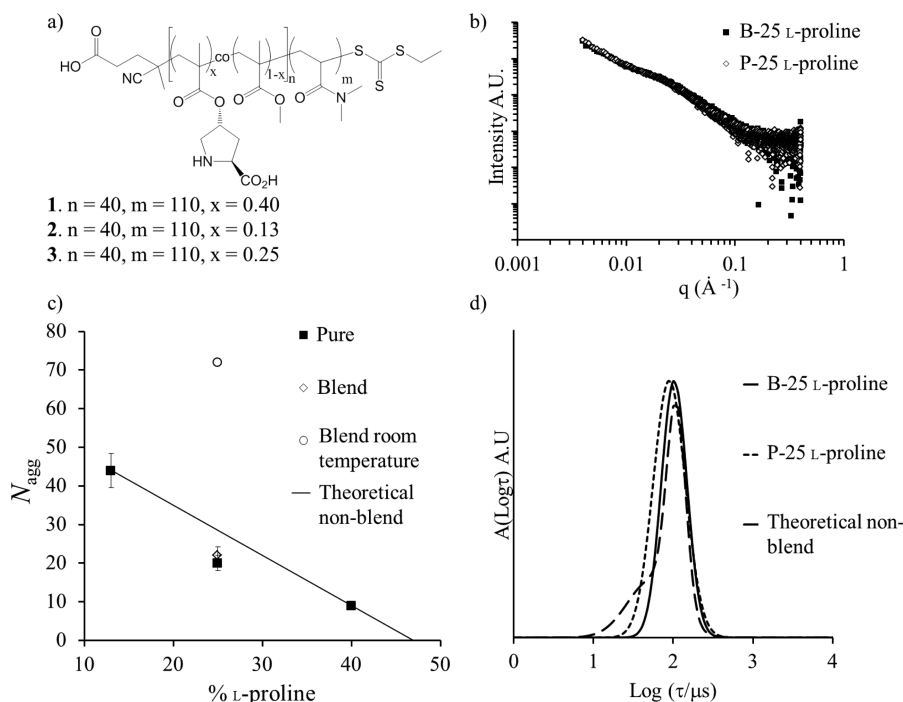 a)
O
HO
NC
x
co
1-x
n
m
O
O
O
O
O
N
S
S
S
HN
CO₂H
1. n = 40, m = 110, x = 0.40
2. n = 40, m = 110, x = 0.13
3. n = 40, m = 110, x = 0.25
b)
Intensity A.U.
B-25 L-proline
P-25 L-proline
0.001
0.01
0.1
1
q (Å ⁻¹)
c)
80
70
60
50
40
30
20
10
0
Nagg
Pure
Blend
Blend room
temperature
Theoretical
non-blend
10
20
30
40
50
% L-proline
d)
A(Logτ) A.U
B-25 L-proline
P-25 L-proline
Theoretical non-
blend
0
1
2
3
4
Log (τ/μs)